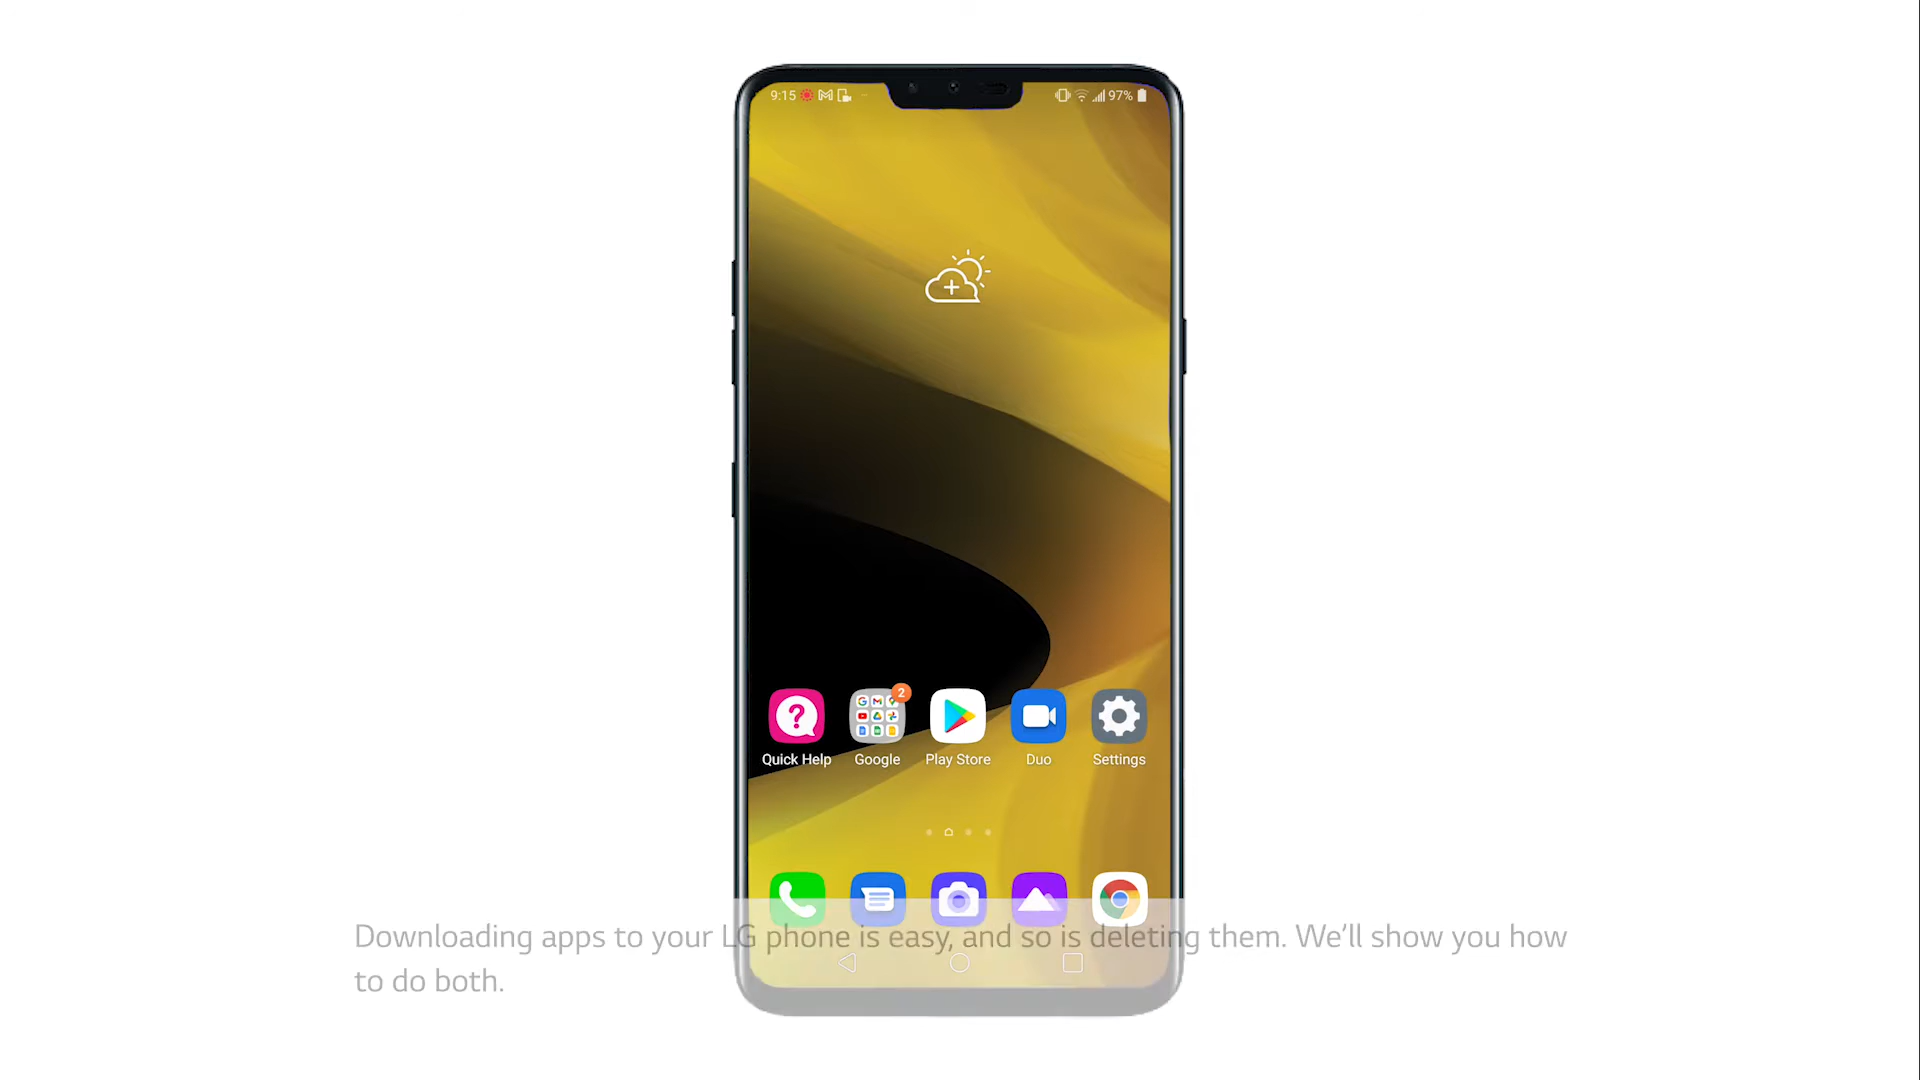 9:15 97%
2
Quick Help Google Play Store Duo Settings
Downloading apps to your LG phone is easy, and so is deleting them. We’ll show you how
to do both.